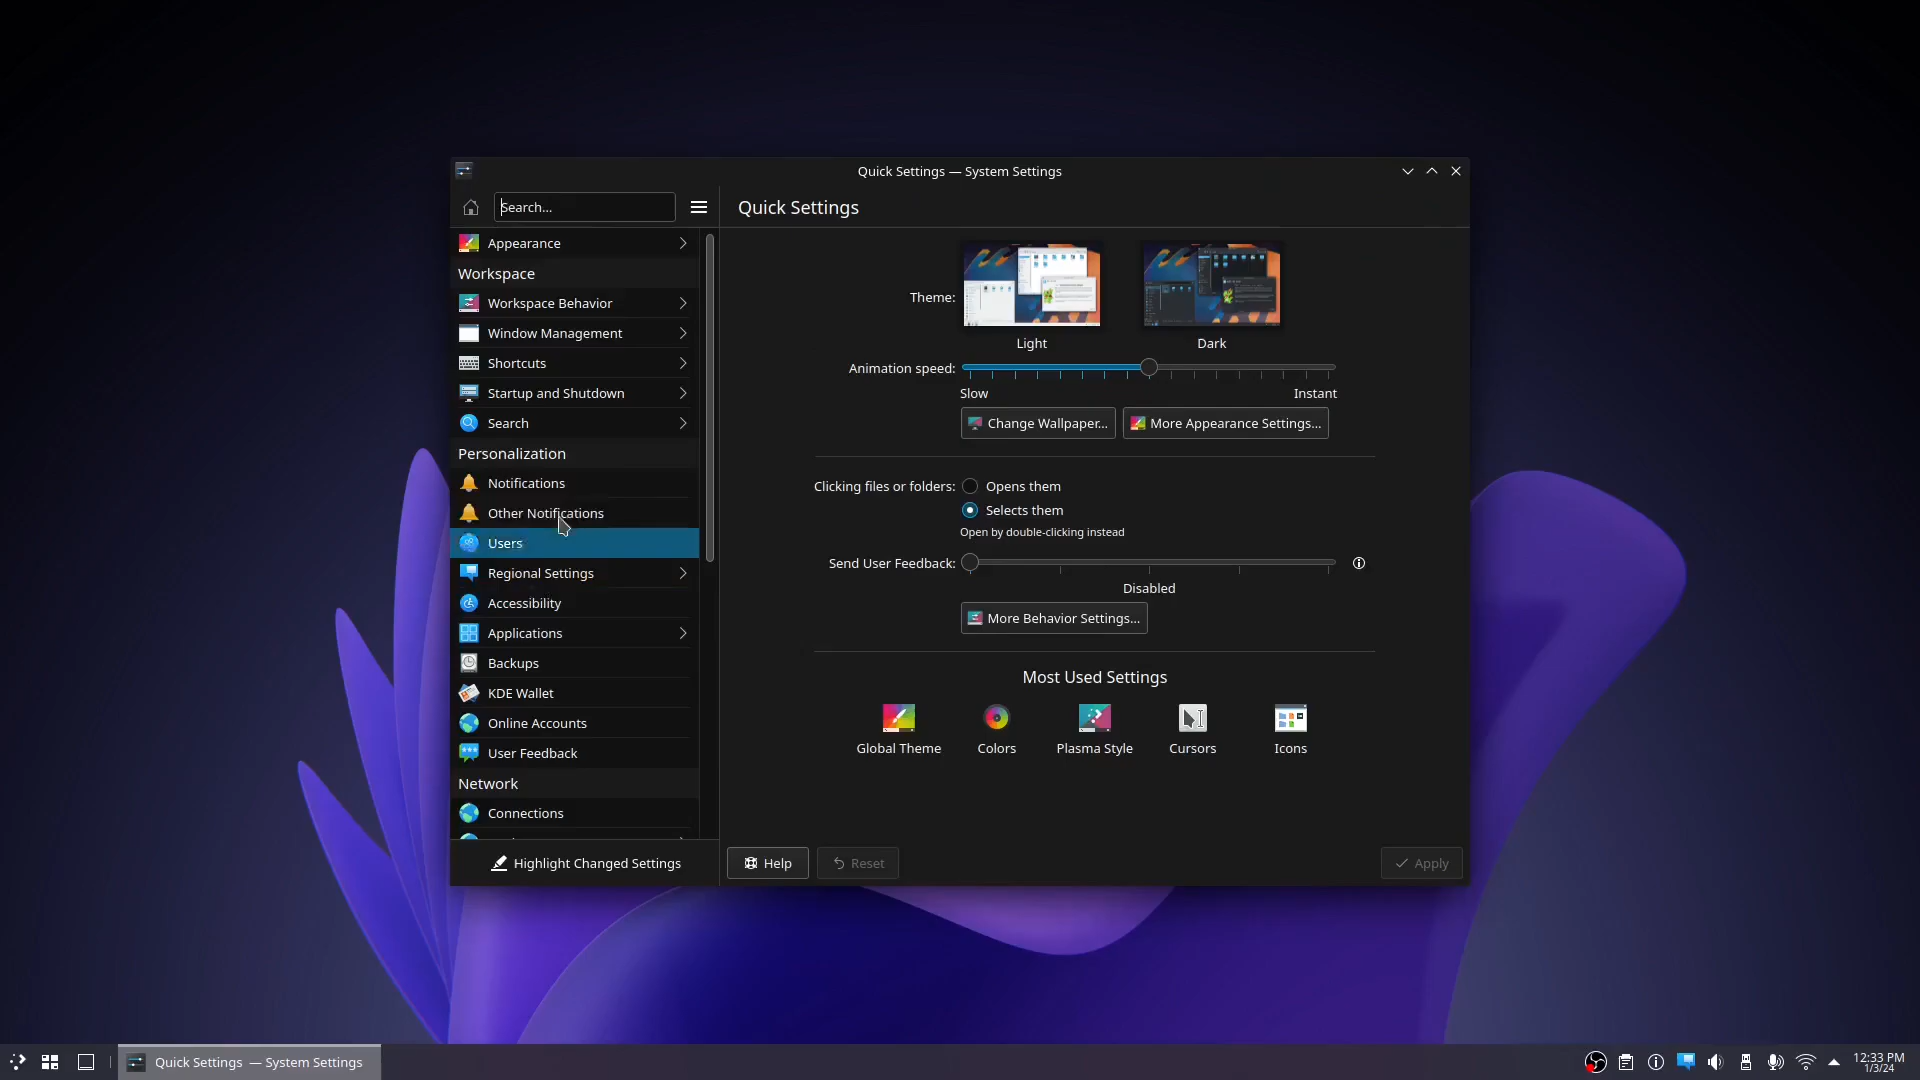 Quick Settings — System Settings
Search...
Quick Settings
Appearance
Workspace
Workspace Behavior
Window Management
Shortcuts
Startup and Shutdown
Search
Personalization
Notifications
Other Notifications
Users
Regional Settings
Accessibility
Applications
Backups
KDE Wallet
Online Accounts
User Feedback
Network
Connections
Highlight Changed Settings
Theme:
Light
Dark
Animation speed:
Slow
Instant
Change Wallpaper...
More Appearance Settings...
Clicking files or folders:
Opens them
Selects them
Open by double-clicking instead
Send User Feedback:
Disabled
More Behavior Settings...
Most Used Settings
Global Theme
Colors
Plasma Style
Cursors
Icons
Help
Reset
Apply
Quick Settings — System Settings
12:33 PM
1/3/24